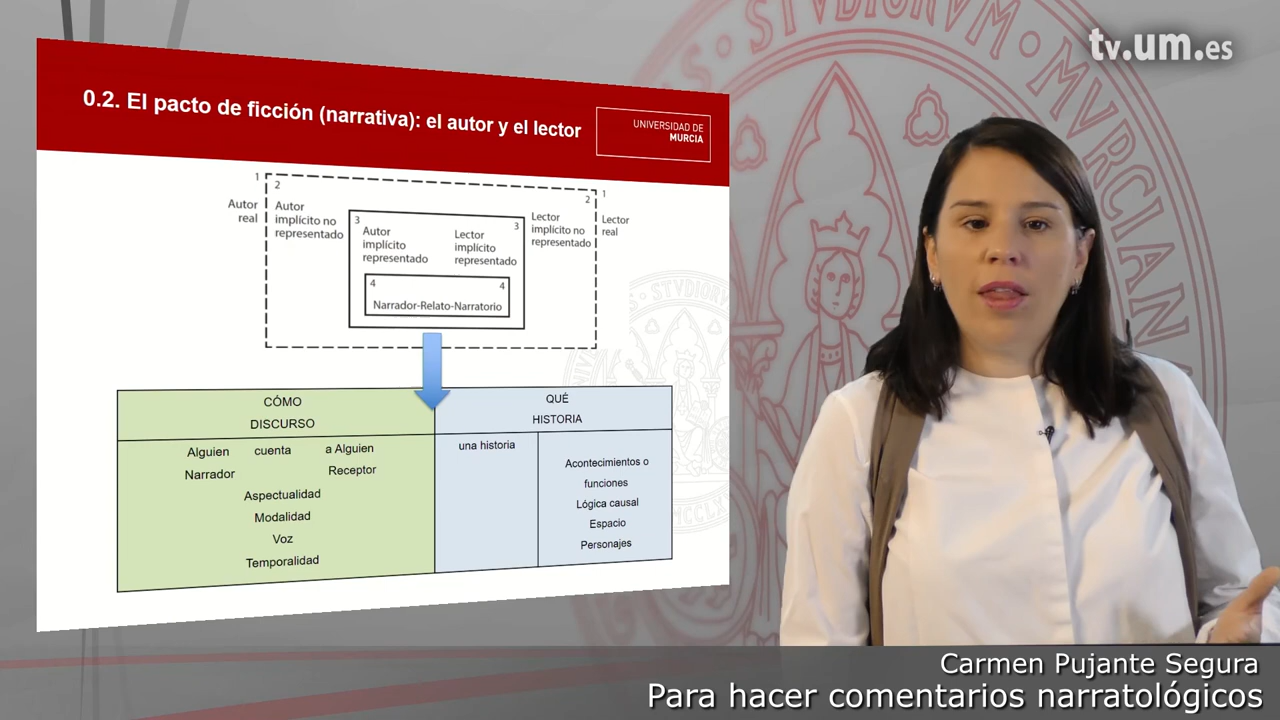 tv.um.es
0.2. El pacto de ficción (narrativa): el autor y el lector
UNIVERSIDAD DE
MURCIA
1
2
Autor
real
Autor
implícito no
representado
3
3
Autor
implícito
representado
Lector
implícito
representado
2
1
Lector
implícito no
representado
Lector
real
4
4
Narrador-Relato-Narratorio
CÓMO
DISCURSO
QUÉ
HISTORIA
Alguien cuenta a Alguien
Narrador Receptor
Aspectualidad
Modalidad
Voz
Temporalidad
una historia
Acontecimientos o
funciones
Lógica causal
Espacio
Personajes
Carmen Pujante Segura
Para hacer comentarios narratológicos